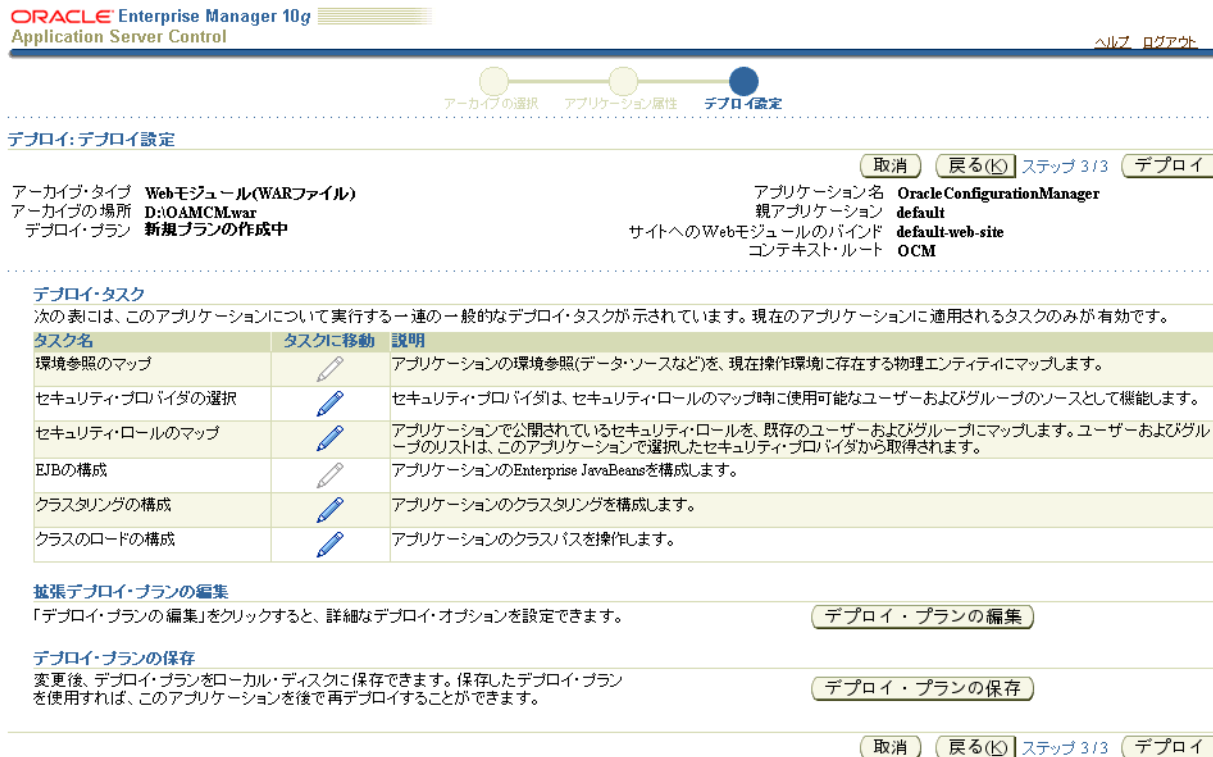 ORACLE Enterprise Manager 10g
Application Server Control
ヘルプ ログアウト
アーカイブの選択 アプリケーション属性 デプロイ設定
デプロイ: デプロイ設定
取消 戻る(K) ステップ 3/3 デプロイ
アーカイブ・タイプ Webモジュール(WARファイル)
アーカイブの場所 D:\OAMCM.war
デプロイ・プラン 新規プランの作成中
アプリケーション名 OracleConfigurationManager
親アプリケーション default
サイトへのWebモジュールのバインド default-web-site
コンテキスト・ルート OCM
デプロイ・タスク
次の表には、このアプリケーションについて実行する一連の一般的なデプロイ・タスクが示されています。現在のアプリケーションに適用されるタスクのみが有効です。
タスク名 タスクに移動 説明
環境参照のマップ アプリケーションの環境参照(データ・ソースなど)を、現在操作環境に存在する物理エンティティにマップします。
セキュリティ・プロバイダの選択 セキュリティ・プロバイダは、セキュリティ・ロールのマップ時に使用可能なユーザーおよびグループのソースとして機能します。
セキュリティ・ロールのマップ アプリケーションで公開されているセキュリティ・ロールを、既存のユーザーおよびグループにマップします。ユーザーおよびグル
ープのリストは、このアプリケーションで選択したセキュリティ・プロバイダから取得されます。
EJBの構成 アプリケーションのEnterprise JavaBeansを構成します。
クラスタリングの構成 アプリケーションのクラスタリングを構成します。
クラスのロードの構成 アプリケーションのクラスパスを操作します。
拡張デプロイ・プランの編集
「デプロイ・プランの編集」をクリックすると、詳細なデプロイ・オプションを設定できます。 デプロイ・プランの編集
デプロイ・プランの保存
変更後、デプロイ・プランをローカル・ディスクに保存できます。保存したデプロイ・プラン
を使用すれば、このアプリケーションを後で再デプロイすることができます。
デプロイ・プランの保存
取消 戻る(K) ステップ 3/3 デプロイ